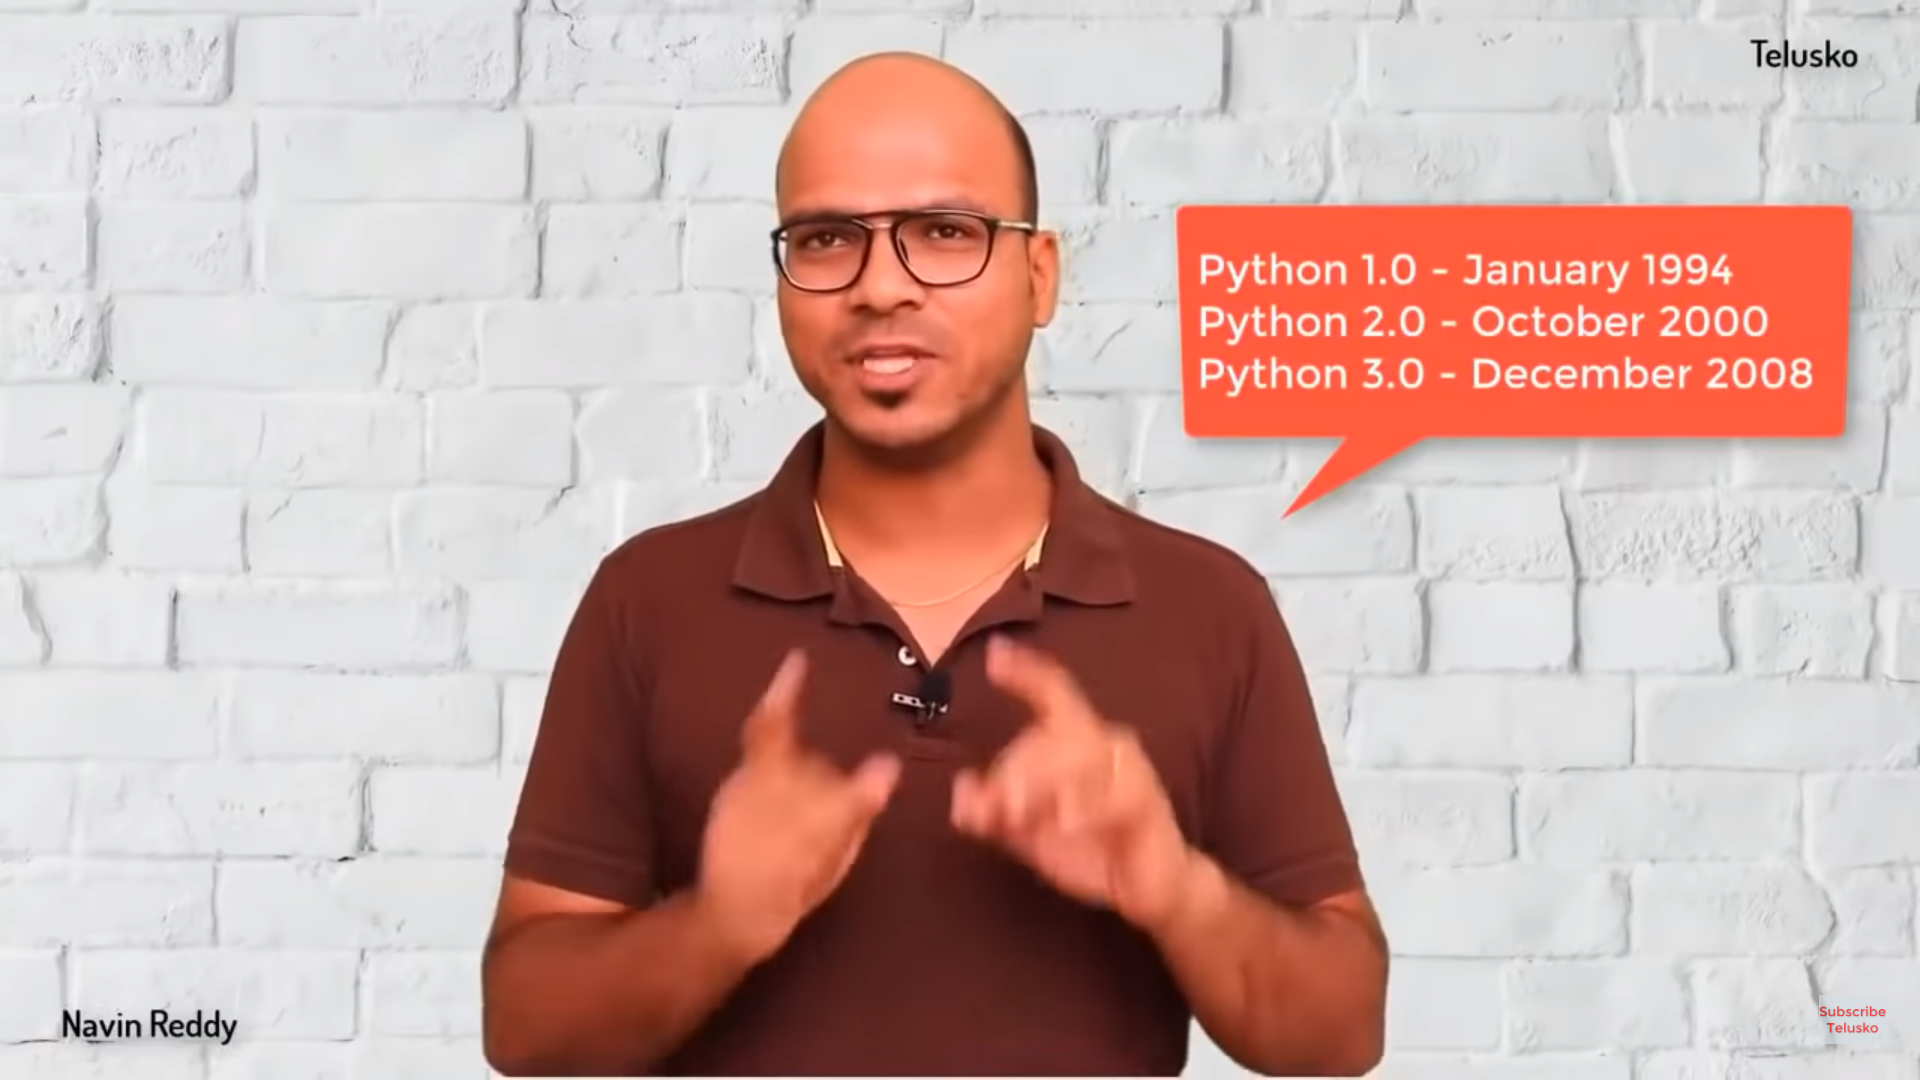 Telusko
Python 1.0 - January 1994
Python 2.0 - October 2000
Python 3.0 - December 2008
Navin Reddy
Subscribe
Telusko